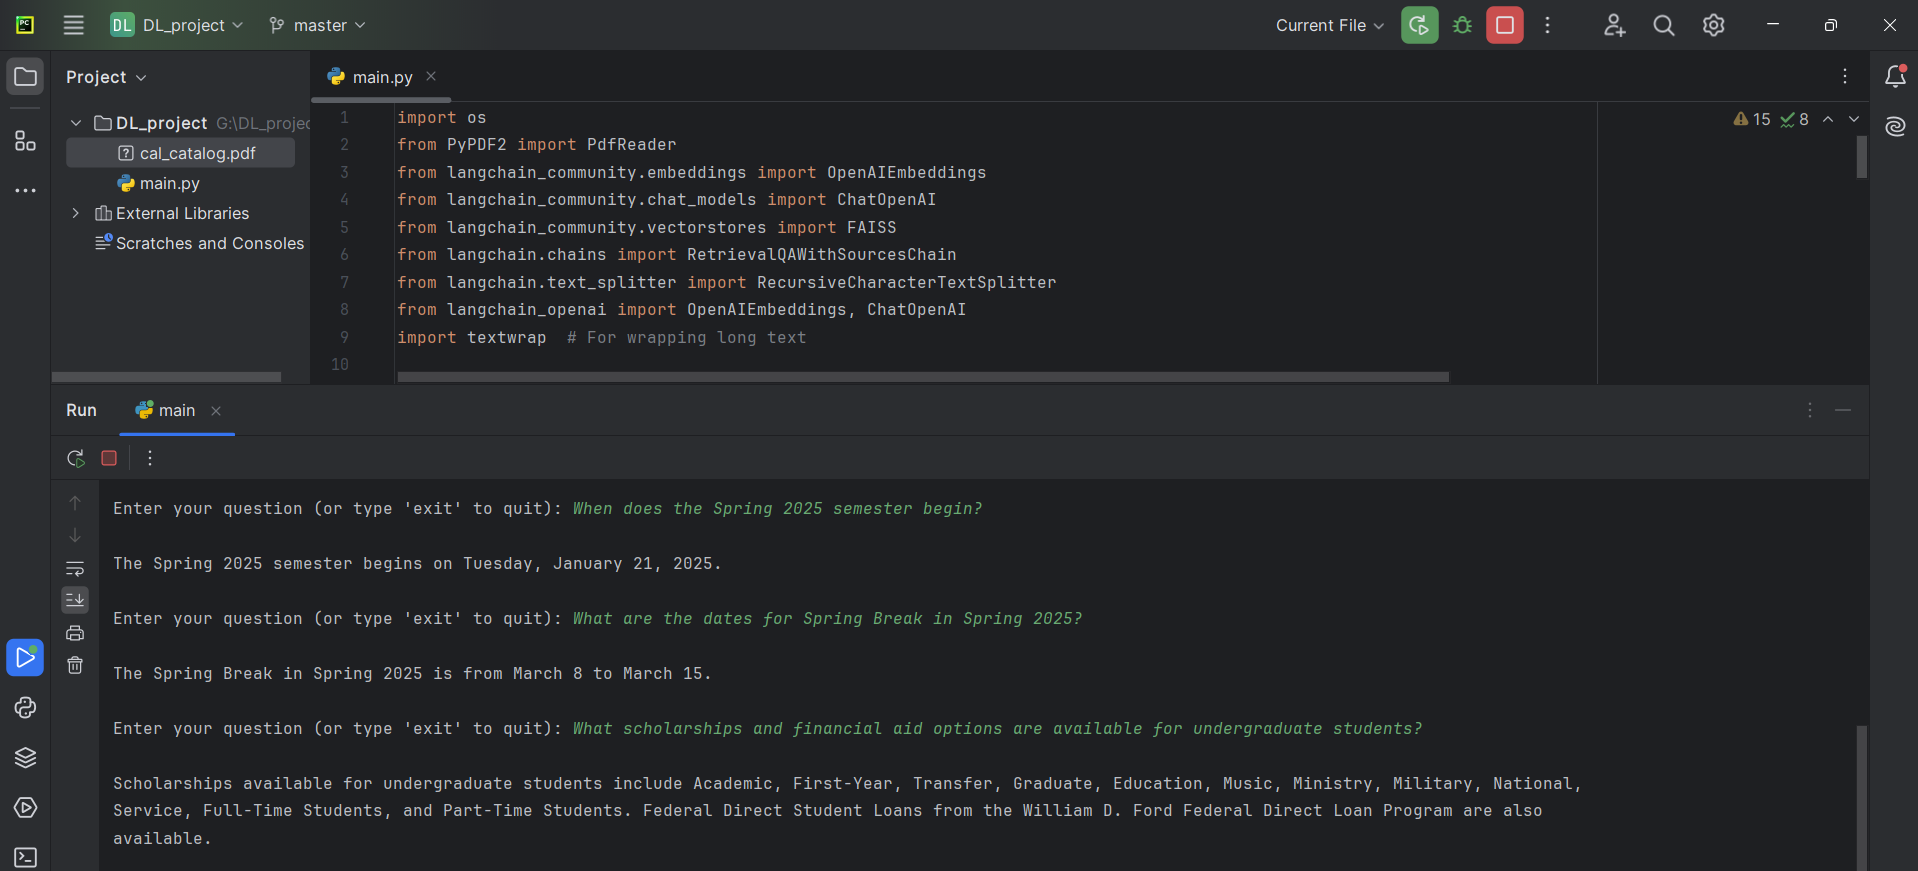 PC
DL DL_project master
Current File
Project
main.py
DL_project G:\DL_projec
cal_catalog.pdf
main.py
External Libraries
Scratches and Consoles
15 8
1 import os
2 from PyPDF2 import PdfReader
3 from langchain_community.embeddings import OpenAIEmbeddings
4 from langchain_community.chat_models import ChatOpenAI
5 from langchain_community.vectorstores import FAISS
6 from langchain.chains import RetrievalQAWithSourcesChain
7 from langchain.text_splitter import RecursiveCharacterTextSplitter
8 from langchain_openai import OpenAIEmbeddings, ChatOpenAI
9 import textwrap  # For wrapping long text
10
Run main
Enter your question (or type 'exit' to quit): When does the Spring 2025 semester begin?
The Spring 2025 semester begins on Tuesday, January 21, 2025.
Enter your question (or type 'exit' to quit): What are the dates for Spring Break in Spring 2025?
The Spring Break in Spring 2025 is from March 8 to March 15.
Enter your question (or type 'exit' to quit): What scholarships and financial aid options are available for undergraduate students?
Scholarships available for undergraduate students include Academic, First-Year, Transfer, Graduate, Education, Music, Ministry, Military, National,
Service, Full-Time Students, and Part-Time Students. Federal Direct Student Loans from the William D. Ford Federal Direct Loan Program are also
available.